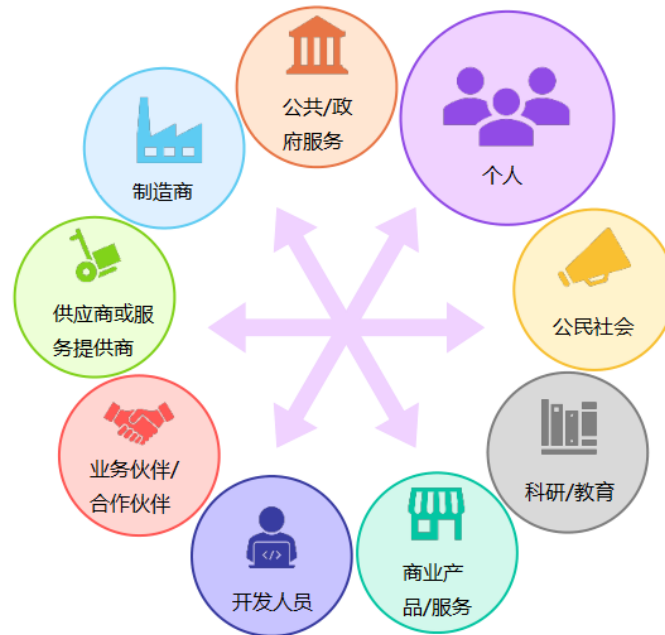 公共/政
府服务
个人
制造商
供应商或服
务提供商
公民社会
业务伙伴/
合作伙伴
科研/教育
开发人员
商业产
品/服务
</>